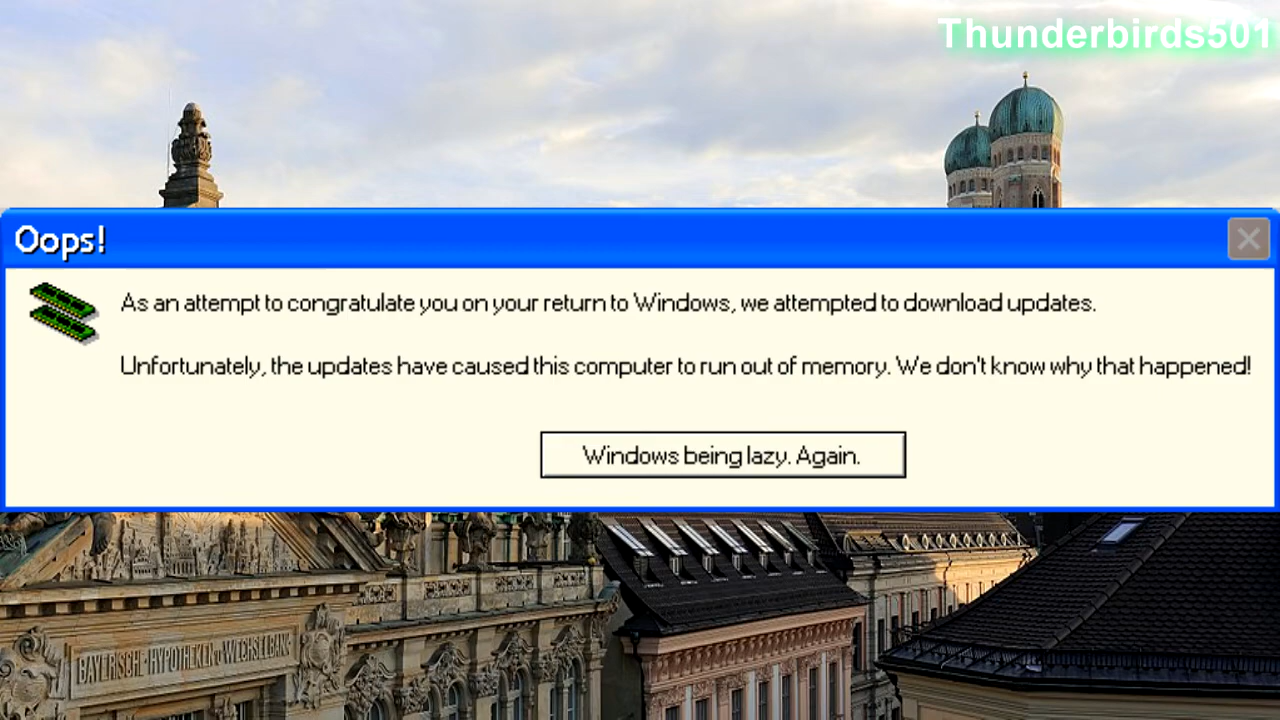 Thunderbirds501
Oops!
As an attempt to congratulate you on your return to Windows, we attempted to download updates.
Unfortunately, the updates have caused this computer to run out of memory. We don't know why that happened!
Windows being lazy. Again.
BAYERISCHE·HYPOTHEKEN u WECHSELBANK